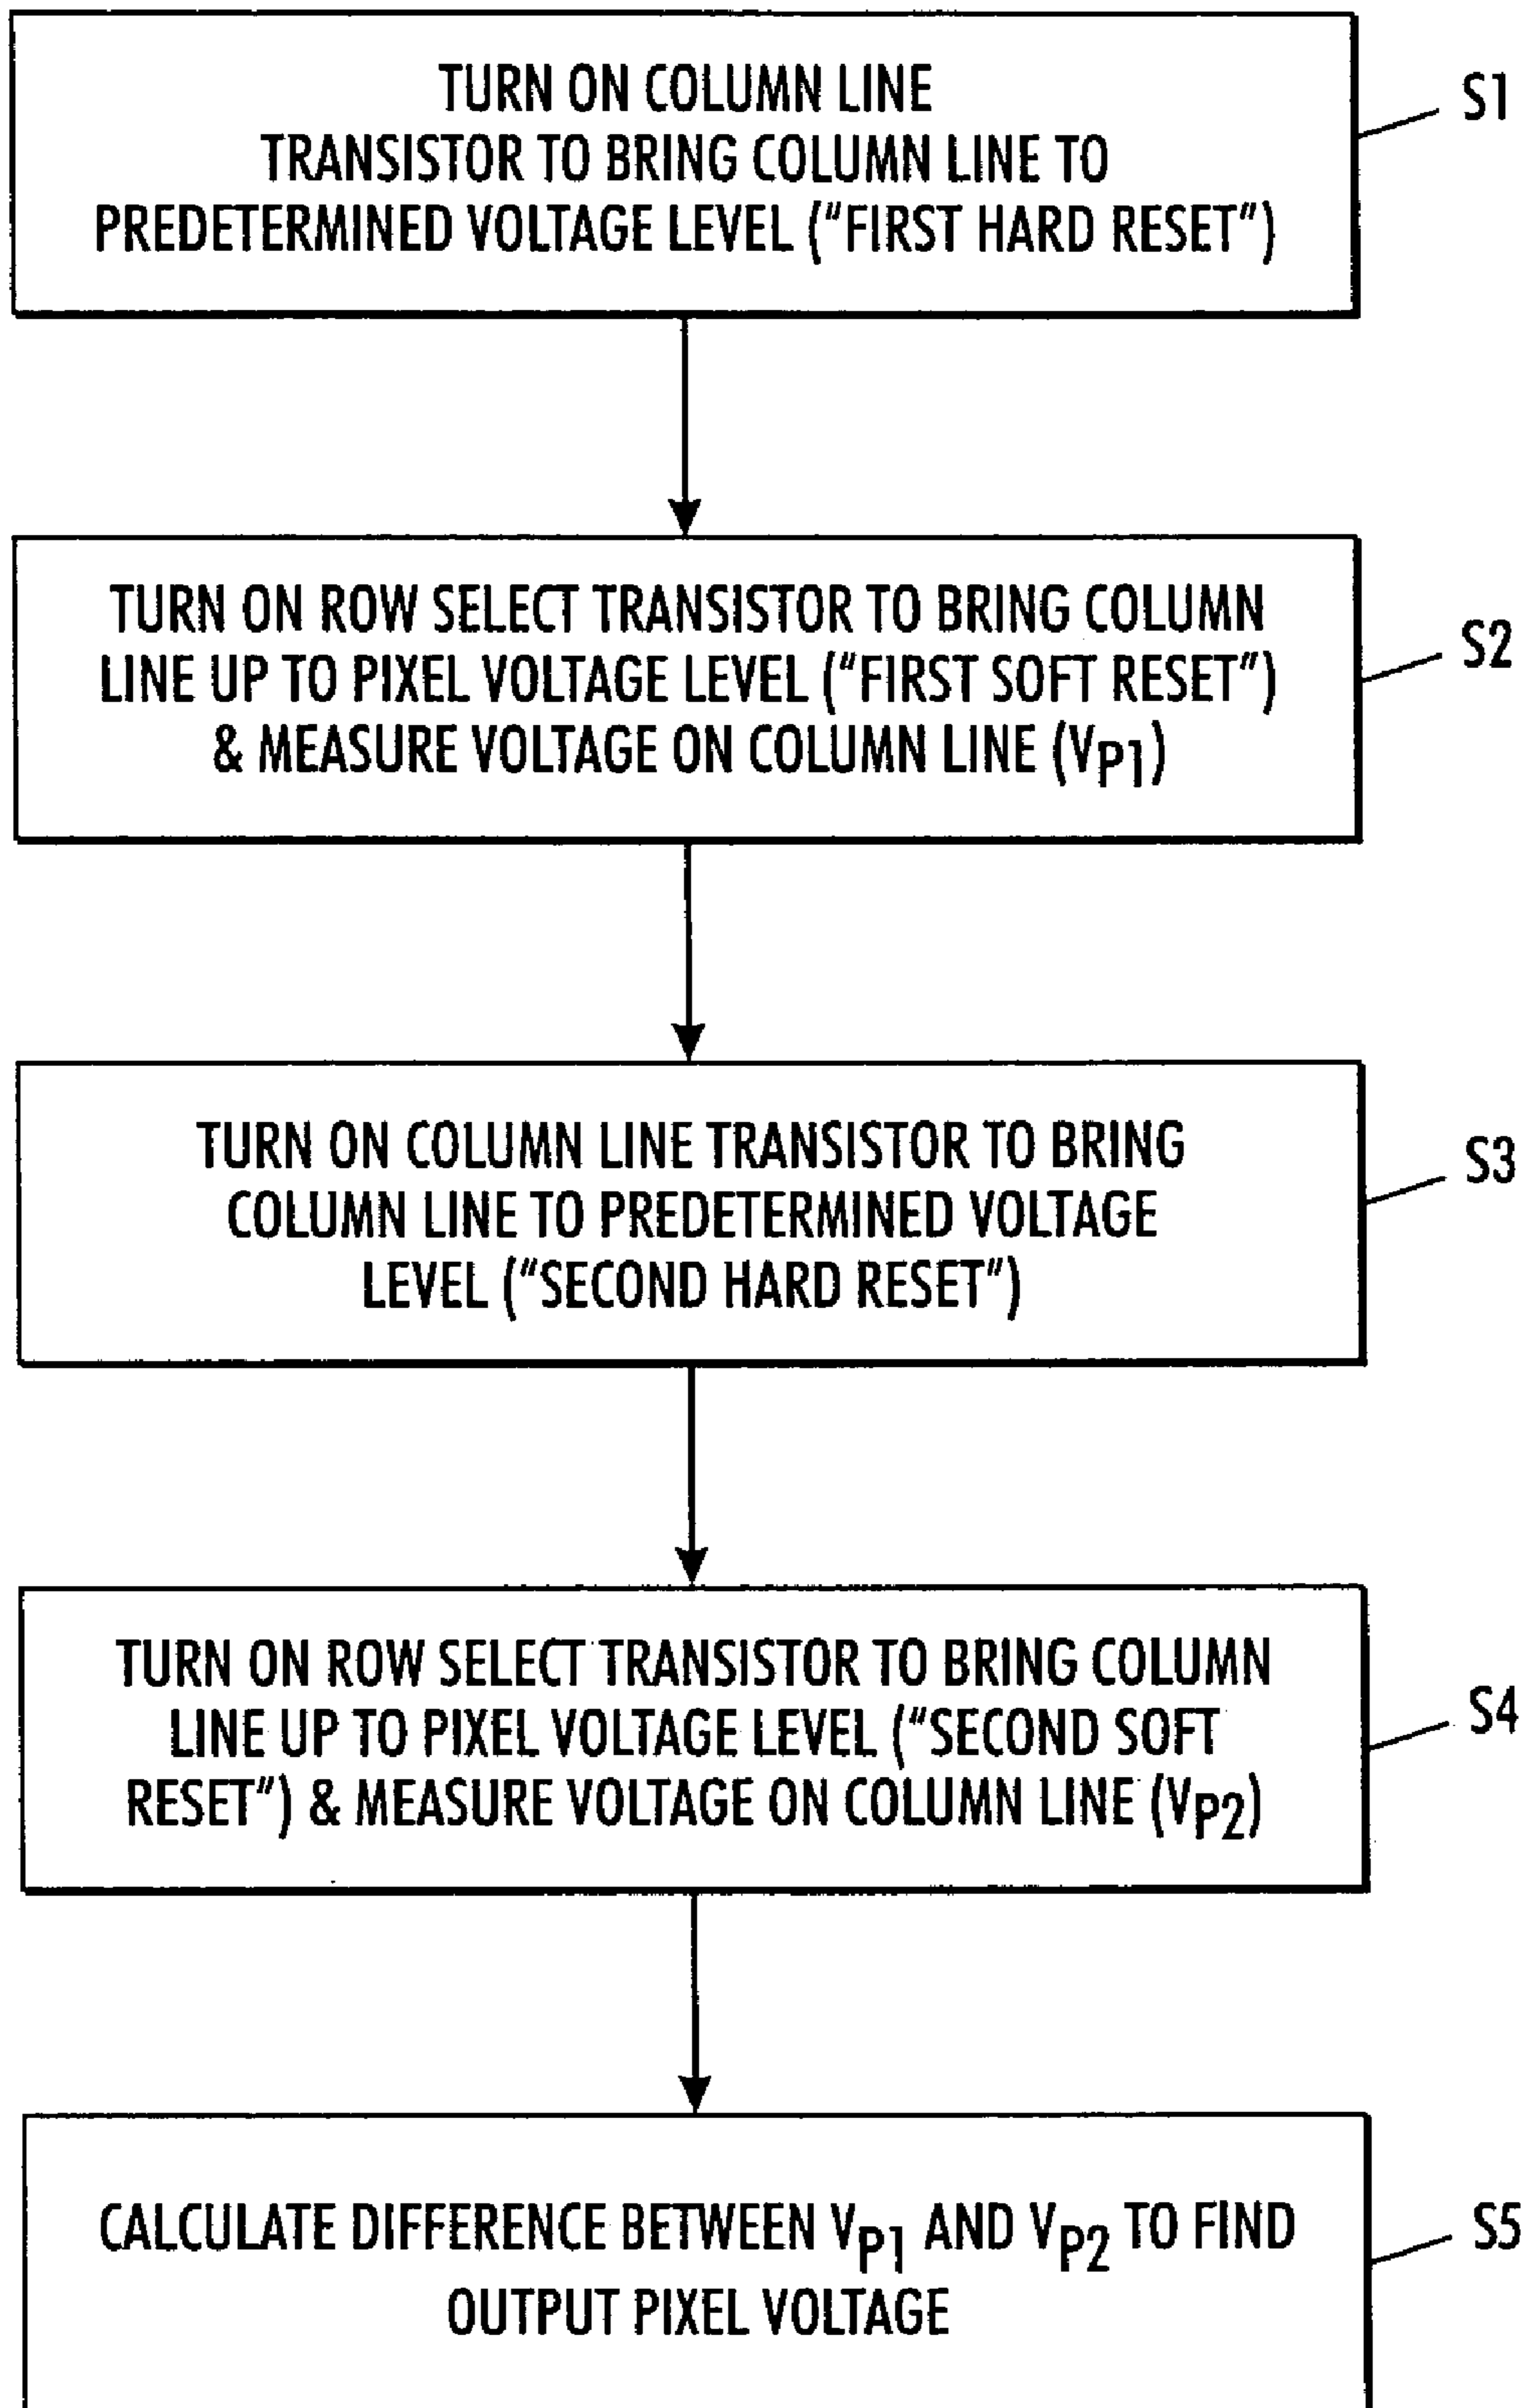 TURN ON COLUMN LINE
TRANSISTOR TO BRING COLUMN LINE TO
PREDETERMINED VOLTAGE LEVEL ("FIRST HARD RESET")
S1
TURN ON ROW SELECT TRANSISTOR TO BRING COLUMN
LINE UP TO PIXEL VOLTAGE LEVEL ("FIRST SOFT RESET")
& MEASURE VOLTAGE ON COLUMN LINE (VP1)
S2
TURN ON COLUMN LINE TRANSISTOR TO BRING
COLUMN LINE TO PREDETERMINED VOLTAGE
LEVEL ("SECOND HARD RESET")
S3
TURN ON ROW SELECT TRANSISTOR TO BRING COLUMN
LINE UP TO PIXEL VOLTAGE LEVEL ("SECOND SOFT
RESET") & MEASURE VOLTAGE ON COLUMN LINE (VP2)
S4
CALCULATE DIFFERENCE BETWEEN VP1 AND VP2 TO FIND
OUTPUT PIXEL VOLTAGE
S5